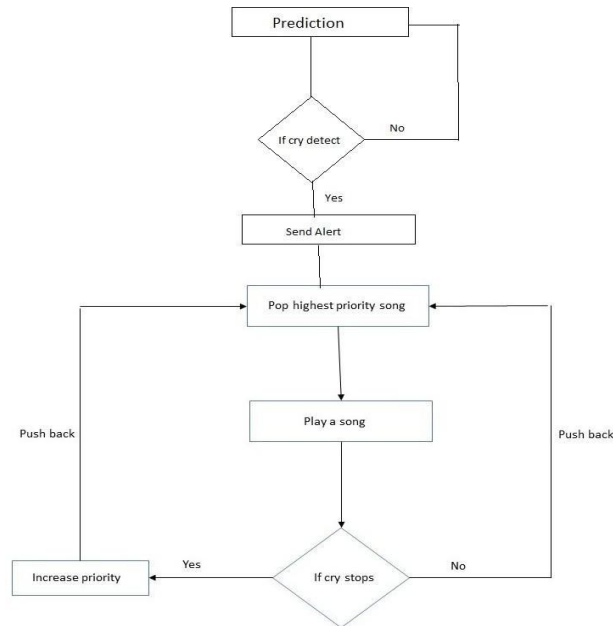 Prediction
If cry detect
No
Yes
Send Alert
Pop highest priority song
Play a song
Push back
Push back
If cry stops
Yes
No
Increase priority